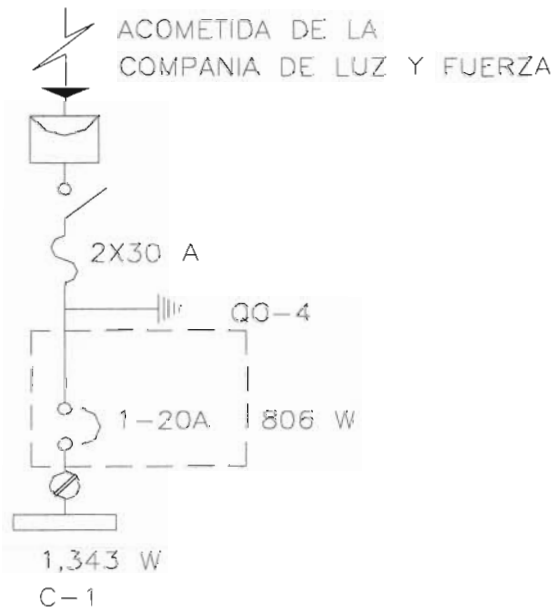 ACOMETIDA DE LA
COMPANIA DE LUZ Y FUERZA
2X30 A
QO-4
1-20A
806 W
1,343 W
C-1